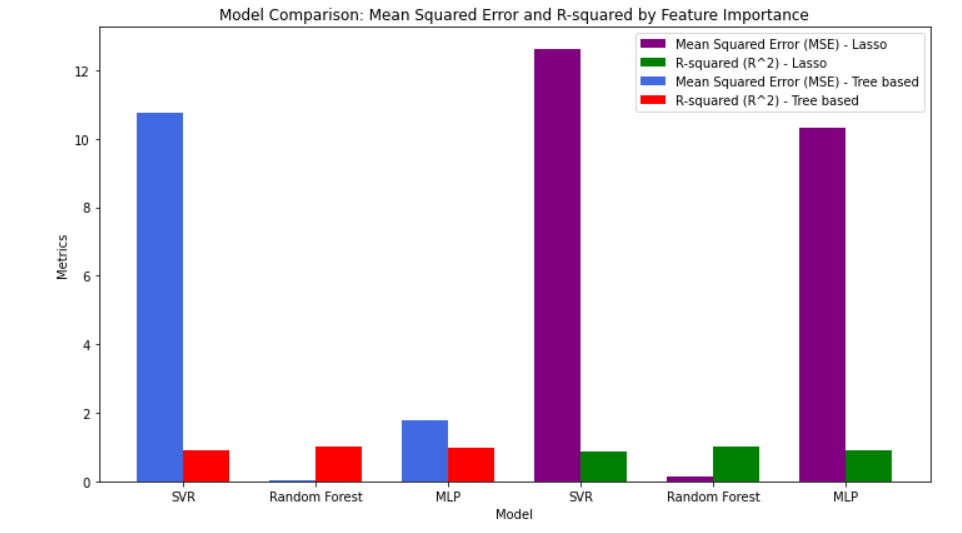 Model Comparison: Mean Squared Error and R-squared by Feature Importance
Mean Squared Error (MSE) - Lasso
R-squared (R^2) - Lasso
Mean Squared Error (MSE) - Tree based
R-squared (R^2) - Tree based
Metrics
12
10
8
6
4
2
0
SVR Random Forest MLP SVR Random Forest MLP
Model